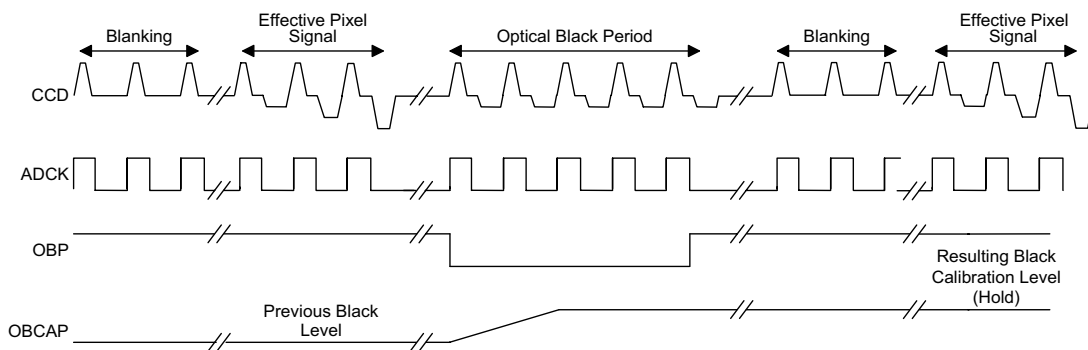 Blanking
Effective Pixel
Signal
Optical Black Period
Blanking
Effective Pixel
Signal
CCD
ADCK
OBP
Resulting Black
Calibration Level
(Hold)
Previous Black
Level
OBCAP